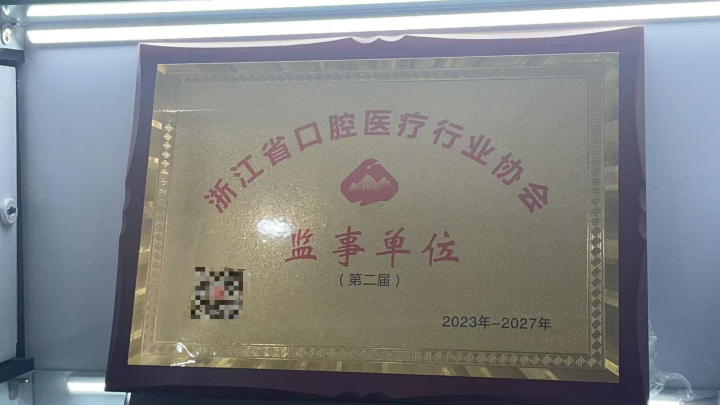 浙江省口腔医疗行业协会
监事单位
（第二届）
2023年-2027年